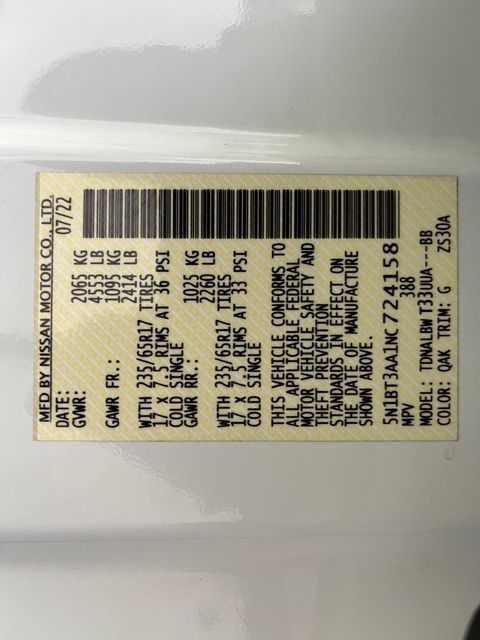 MFD BY NISSAN MOTOR CO., LTD.
DATE: 07/22
GVWR: 2065 KG
4553 LB
GAWR FR.: 1095 KG
2414 LB
WITH 235/65R17 TIRES
17 X 7.5 RIMS AT 36 PSI
COLD SINGLE
GAWR RR.: 1025 KG
2260 LB
WITH 235/65R17 TIRES
17 X 7.5 RIMS AT 33 PSI
COLD SINGLE
THIS VEHICLE CONFORMS TO
ALL APPLICABLE FEDERAL
MOTOR VEHICLE SAFETY AND
THEFT PREVENTION
STANDARDS IN EFFECT ON
THE DATE OF MANUFACTURE
SHOWN ABOVE.
5N1BT3AA1NC724158
MPV 388
MODEL: TDNALBW T33UUA---BB
COLOR: QAK TRIM: G ZS30A